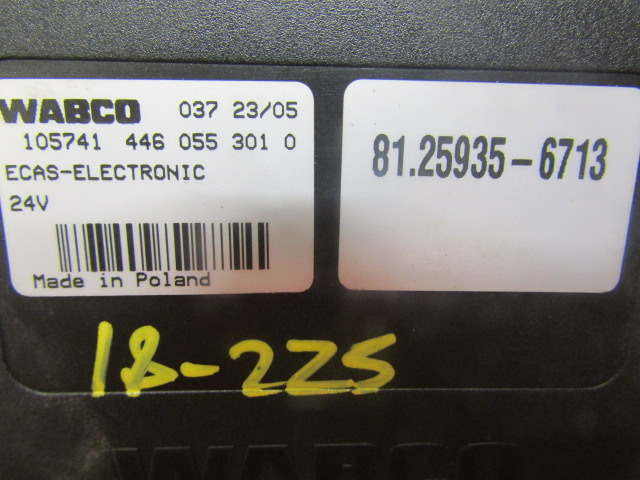 WABCO 037 23/05
105741 446 055 301 0
ECAS-ELECTRONIC
24V
Made in Poland
81.25935-6713
18-225
WABCO